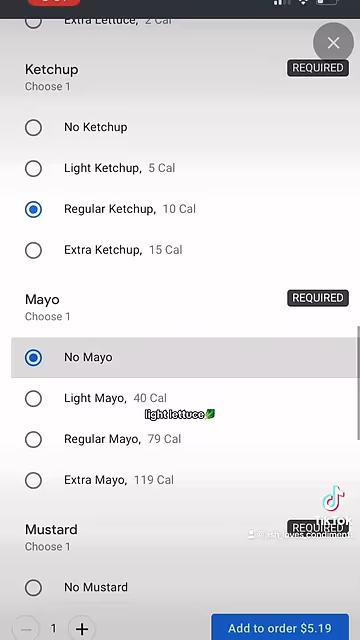 Extra Lettuce, 2 Cal
Ketchup
REQUIRED
Choose 1
No Ketchup
Light Ketchup, 5 Cal
Regular Ketchup, 10 Cal
Extra Ketchup, 15 Cal
Mayo
REQUIRED
Choose 1
No Mayo
Light Mayo, 40 Cal
light lettuce🥬
Regular Mayo, 79 Cal
Extra Mayo, 119 Cal
TikTok
Mustard
REQUIRED
Choose 1
No Mustard
1
Add to order $5.19